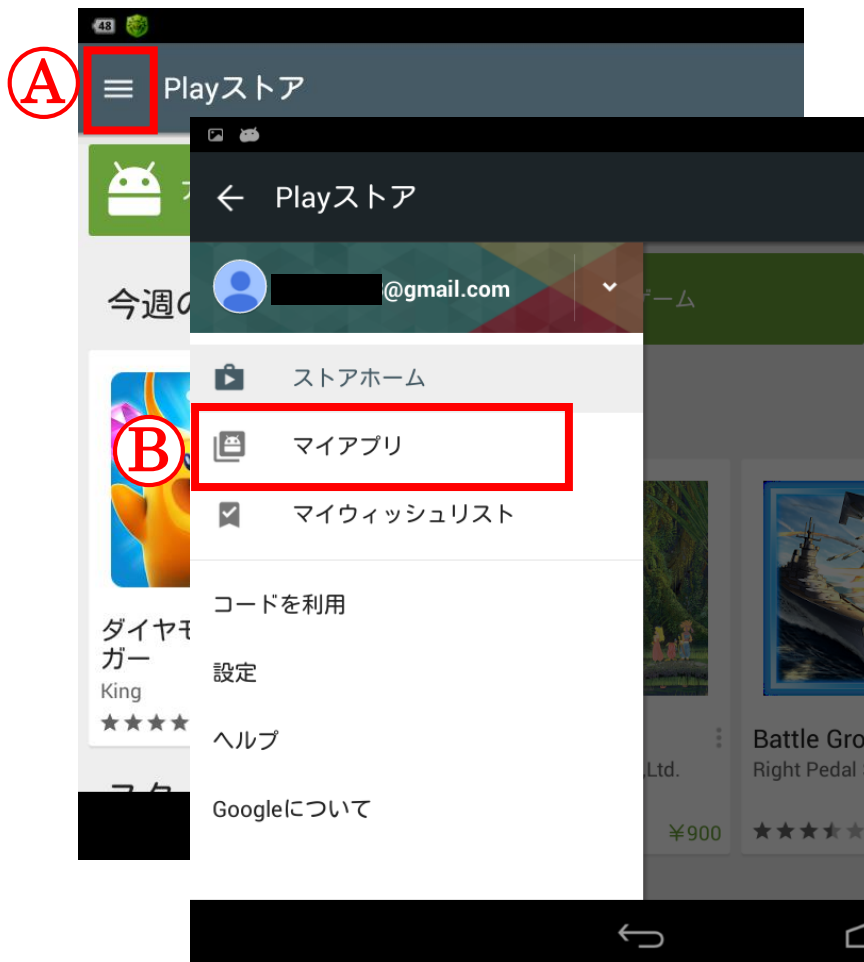 48
Ⓐ
Playストア
今週の
ダイヤモ
ガー
King
Playストア
@gmail.com
ゲーム
ストアホーム
Ⓑ
マイアプリ
マイウィッシュリスト
コードを利用
設定
ヘルプ
Googleについて
,Ltd.
¥900
Battle Gro
Right Pedal